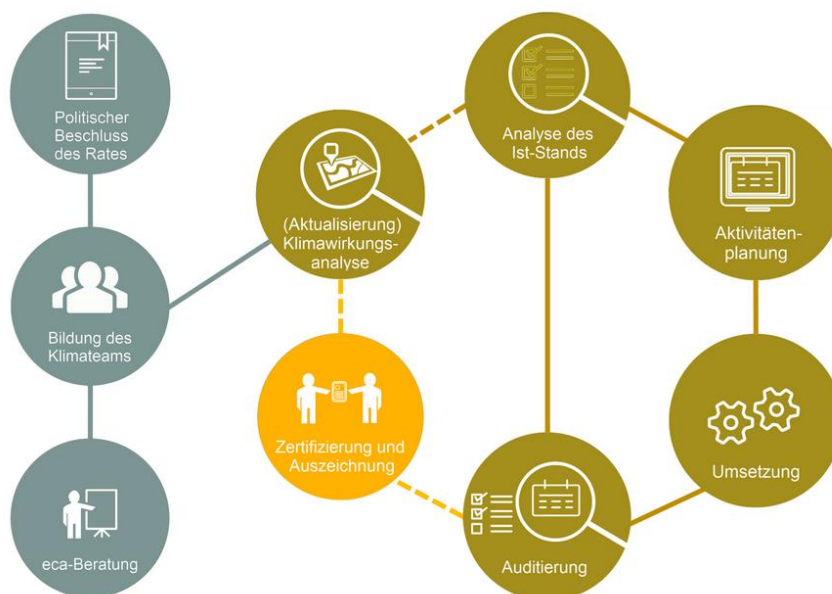 Politischer
Beschluss
des Rates
Bildung des
Klimateams
eca-Beratung
(Aktualisierung)
Klimawirkungs-
analyse
Analyse des
Ist-Stands
Aktivitäten-
planung
Umsetzung
Auditierung
Zertifizierung und
Auszeichnung